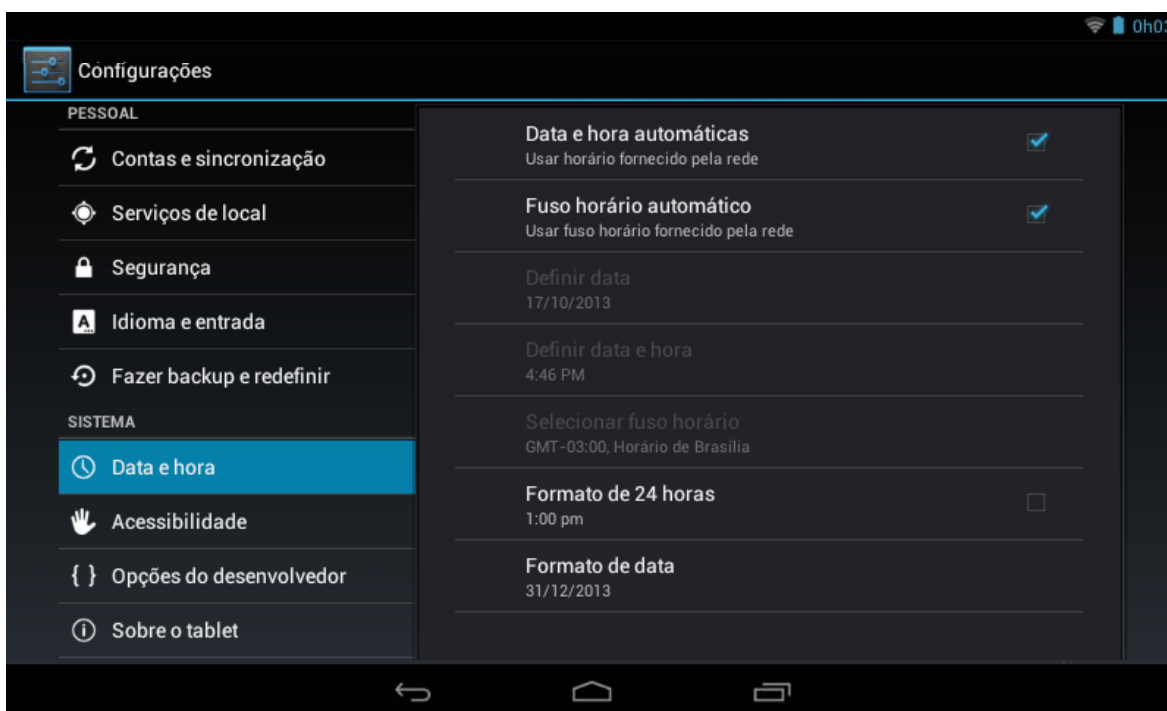 0h03
Configurações
PESSOAL
Contas e sincronização
Serviços de local
Segurança
Idioma e entrada
Fazer backup e redefinir
SISTEMA
Data e hora
Acessibilidade
{ } Opções do desenvolvedor
Sobre o tablet
Data e hora automáticas
Usar horário fornecido pela rede
Fuso horário automático
Usar fuso horário fornecido pela rede
Definir data
17/10/2013
Definir data e hora
4:46 PM
Selecionar fuso horário
GMT-03:00, Horário de Brasília
Formato de 24 horas
1:00 pm
Formato de data
31/12/2013